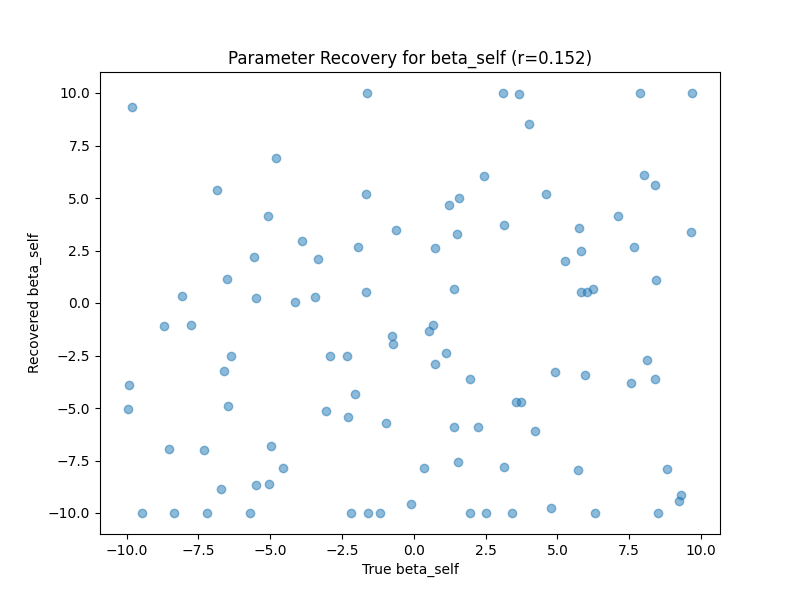 Parameter Recovery for beta_self (r=0.152)
10.0
7.5
5.0
2.5
0.0
−2.5
−5.0
−7.5
−10.0
Recovered beta_self
−10.0 −7.5 −5.0 −2.5 0.0 2.5 5.0 7.5 10.0
True beta_self